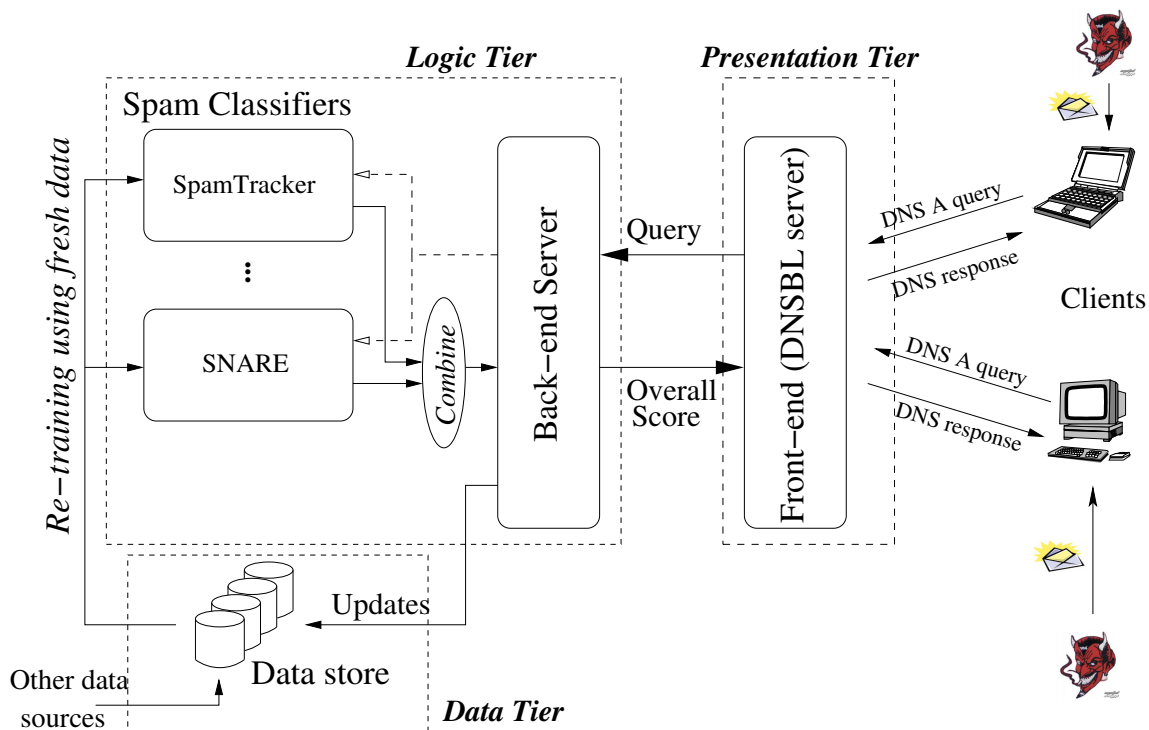 Logic Tier
Presentation Tier
Spam Classifiers
Re-training using fresh data
SpamTracker
...
SNARE
Combine
Back-end Server
Query
Overall
Score
Front-end (DNSBL server)
DNS A query
DNS response
Clients
DNS A query
DNS response
Updates
Data store
Other data
sources
Data Tier